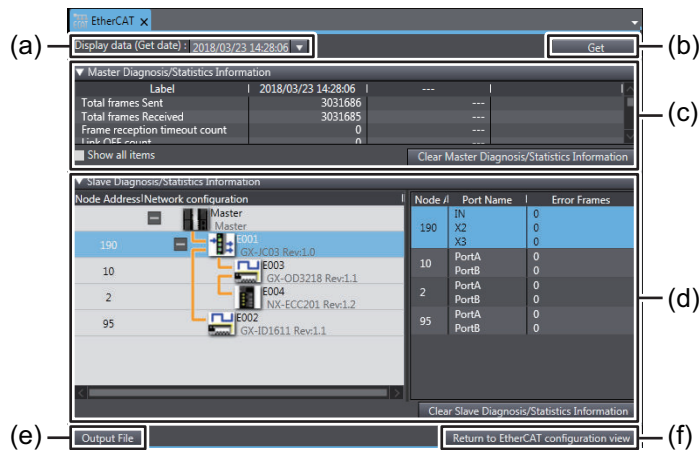 EtherCAT ×
(a)
Display data (Get date) : 2018/03/23 14:28:06 ▼
Get
(b)
▼ Master Diagnosis/Statistics Information
Label 2018/03/23 14:28:06 ---
Total frames Sent 3031686 ---
Total frames Received 3031685 ---
Frame reception timeout count 0 ---
Link OFF count 0 ---
(c)
Show all items
Clear Master Diagnosis/Statistics Information
▼ Slave Diagnosis/Statistics Information
Node Address Network configuration
Master
Master
190 E001
GX-JC03 Rev:1.0
10 E003
GX-OD3218 Rev:1.1
2 E004
NX-ECC201 Rev:1.2
95 E002
GX-ID1611 Rev:1.1
Node A Port Name Error Frames
190 IN 0
X2 0
X3 0
10 PortA 0
PortB 0
2 PortA 0
PortB 0
95 PortA 0
PortB 0
(d)
Clear Slave Diagnosis/Statistics Information
(e)
Output File
Return to EtherCAT configuration view
(f)